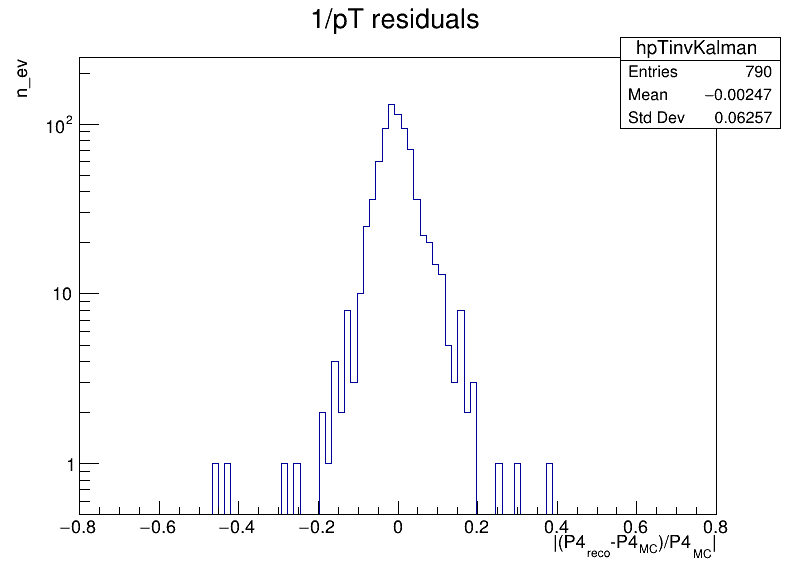 1/pT residuals
hpTinvKalman
Entries 790
Mean −0.00247
Std Dev 0.06257
n_ev
10²
10
1
−0.8 −0.6 −0.4 −0.2 0 0.2 0.4 0.6 0.8
|(P4reco-P4MC)/P4MC|